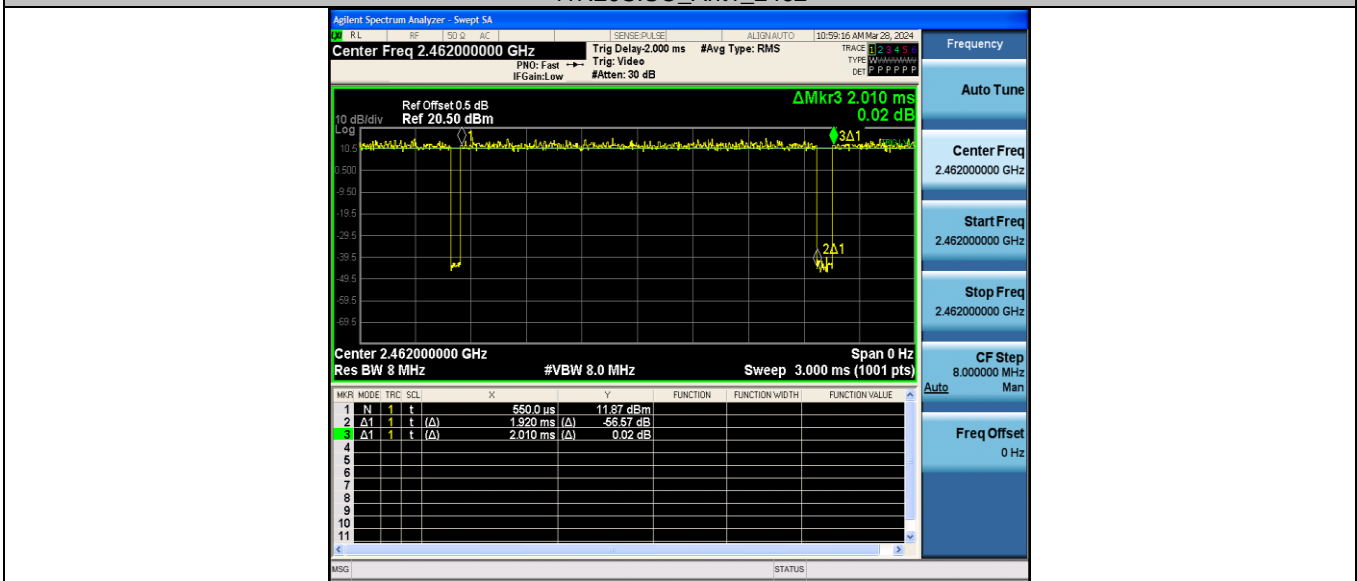 Agilent Spectrum Analyzer - Swept SA
RL RF 50 Ω AC SENSE:PULSE ALIGNAUTO 10:59:16 AM Mar 28, 2024
Center Freq 2.462000000 GHz Trig Delay-2.000 ms #Avg Type: RMS TRACE 1 2 3 4 5 6
PNO: Fast Trig: Video TYPE W
IFGain:Low #Atten: 30 dB DET P P P P P P
Frequency
ΔMkr3 2.010 ms
0.02 dB
Ref Offset 0.5 dB
10 dB/div Ref 20.50 dBm
Log
1
3Δ1
10.5
0.500
-9.50
-19.5
-29.5
2Δ1
-39.5
-49.5
-59.5
-69.5
Center 2.462000000 GHz Span 0 Hz
Res BW 8 MHz #VBW 8.0 MHz Sweep 3.000 ms (1001 pts)
MKR MODE TRC SCL X Y FUNCTION FUNCTION WIDTH FUNCTION VALUE
1 N 1 t 550.0 us 11.87 dBm
2 Δ1 1 t (Δ) 1.920 ms (Δ) -56.57 dB
3 Δ1 1 t (Δ) 2.010 ms (Δ) 0.02 dB
4
5
6
7
8
9
10
11
MSG STATUS
Auto Tune
Center Freq
2.462000000 GHz
Start Freq
2.462000000 GHz
Stop Freq
2.462000000 GHz
CF Step
8.000000 MHz
Auto Man
Freq Offset
0 Hz